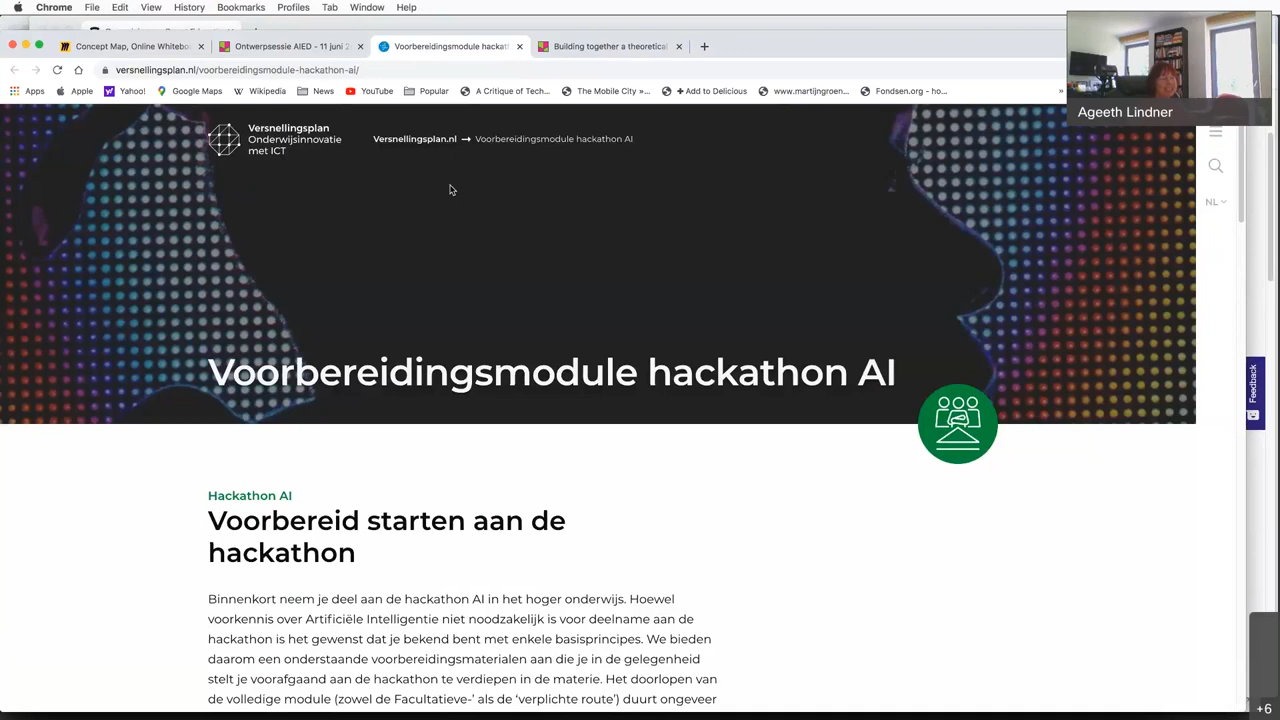 Chrome File Edit View History Bookmarks Profiles Tab Window Help
Concept Map, Online Whitebo
Ontwerpsessie AIED - 11 juni 2
Voorbereidingsmodule hackat
Building together a theoretical
versnellingsplan.nl/voorbereidingsmodule-hackathon-ai/
Apps Apple Yahoo! Google Maps Wikipedia News YouTube Popular A Critique of Tech... The Mobile City <... Add to Delicious www.martijngroen... Fondsen.org - ho... »
Ageeth Lindner
Versnellingsplan
Onderwijsinnovatie
met ICT
Versnellingsplan.nl → Voorbereidingsmodule hackathon AI
NL
Voorbereidingsmodule hackathon AI
Feedback
Hackathon AI
Voorbereid starten aan de
hackathon
Binnenkort neem je deel aan de hackathon AI in het hoger onderwijs. Hoewel
voorkennis over Artificiële Intelligentie niet noodzakelijk is voor deelname aan de
hackathon is het gewenst dat je bekend bent met enkele basisprincipes. We bieden
daarom een onderstaande voorbereidingsmaterialen aan die je in de gelegenheid
stelt je voorafgaand aan de hackathon te verdiepen in de materie. Het doorlopen van
de volledige module (zowel de Facultatieve-' als de 'verplichte route') duurt ongeveer
+6